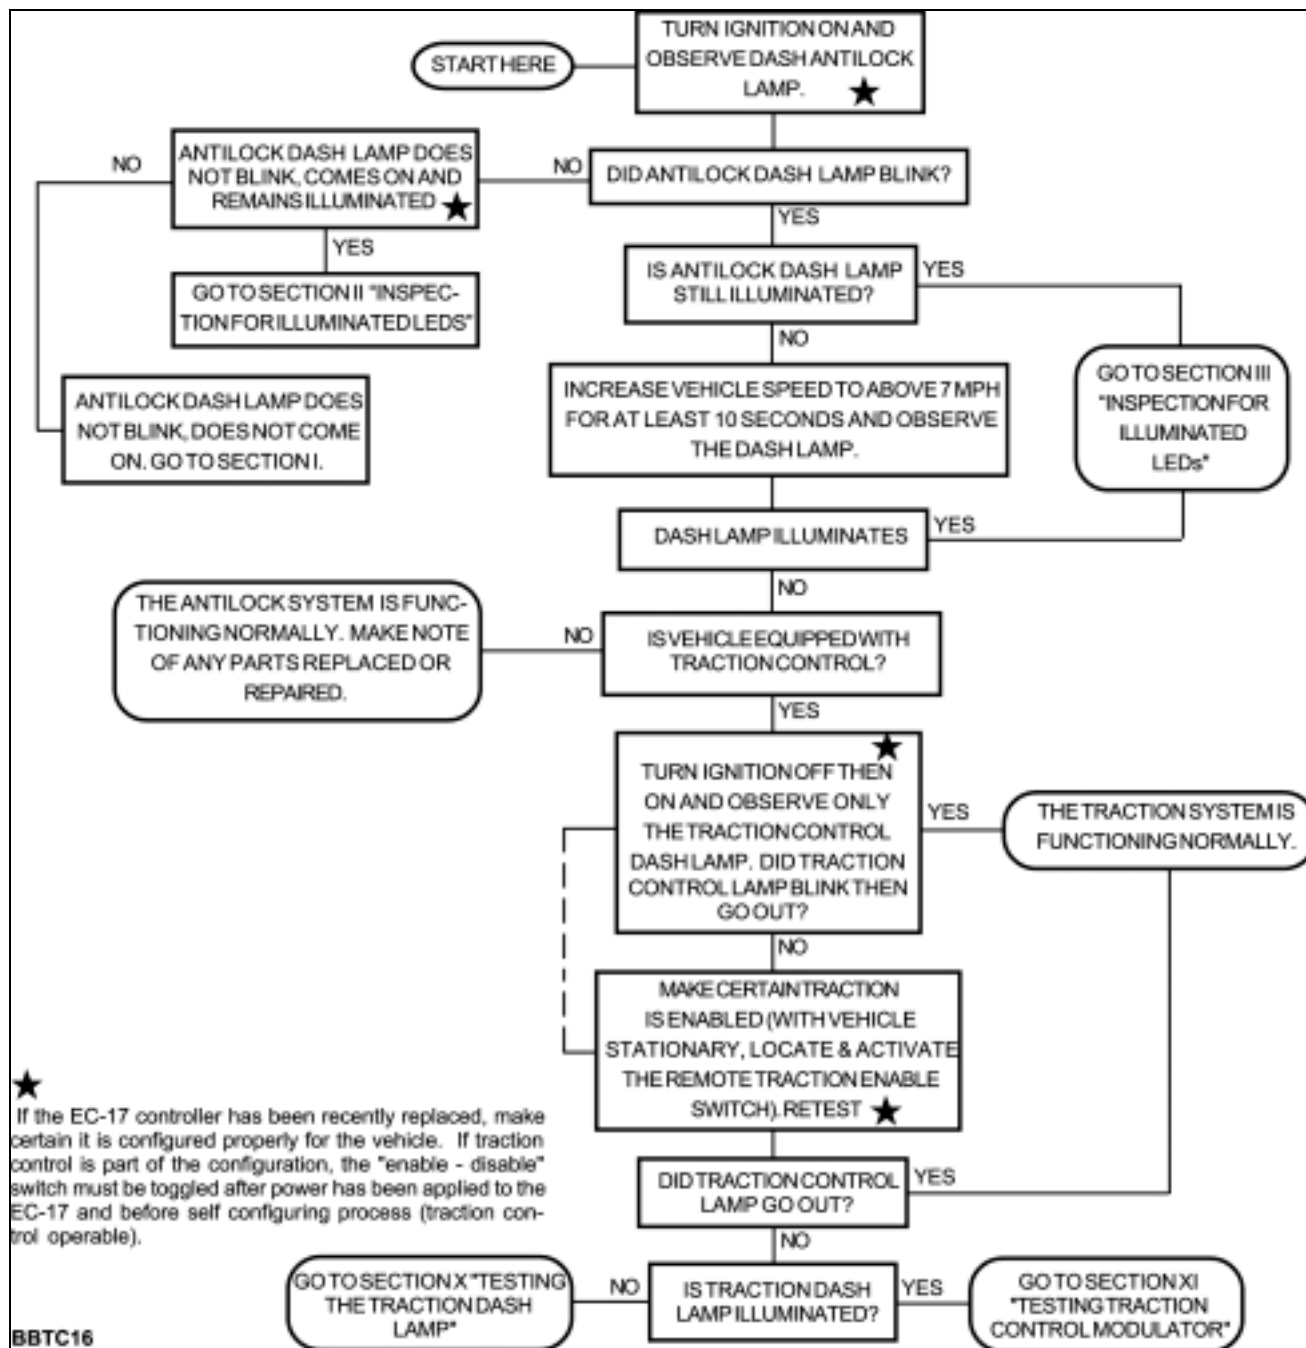 START HERE
TURN IGNITION ON AND
OBSERVE DASH ANTILOCK
LAMP. ★
DID ANTILOCK DASH LAMP BLINK?
NO
ANTILOCK DASH LAMP DOES
NOT BLINK, COMES ON AND
REMAINS ILLUMINATED ★
NO
YES
GO TO SECTION II "INSPEC-
TION FOR ILLUMINATED LEDS"
ANTILOCK DASH LAMP DOES
NOT BLINK, DOES NOT COME
ON. GO TO SECTION I.
YES
IS ANTILOCK DASH LAMP
STILL ILLUMINATED?
YES
GO TO SECTION III
"INSPECTION FOR
ILLUMINATED
LEDs"
NO
INCREASE VEHICLE SPEED TO ABOVE 7 MPH
FOR AT LEAST 10 SECONDS AND OBSERVE
THE DASH LAMP.
DASH LAMP ILLUMINATES
YES
NO
IS VEHICLE EQUIPPED WITH
TRACTION CONTROL?
NO
THE ANTILOCK SYSTEM IS FUNC-
TIONING NORMALLY. MAKE NOTE
OF ANY PARTS REPLACED OR
REPAIRED.
YES
★
TURN IGNITION OFF THEN
ON AND OBSERVE ONLY
THE TRACTION CONTROL
DASH LAMP. DID TRACTION
CONTROL LAMP BLINK THEN
GO OUT?
YES
THE TRACTION SYSTEM IS
FUNCTIONING NORMALLY.
NO
MAKE CERTAIN TRACTION
IS ENABLED (WITH VEHICLE
STATIONARY, LOCATE & ACTIVATE
THE REMOTE TRACTION ENABLE
SWITCH). RETEST ★
DID TRACTION CONTROL
LAMP GO OUT?
YES
NO
IS TRACTION DASH
LAMP ILLUMINATED?
NO
GO TO SECTION X "TESTING
THE TRACTION DASH
LAMP"
YES
GO TO SECTION XI
"TESTING TRACTION
CONTROL MODULATOR"
★
If the EC-17 controller has been recently replaced, make
certain it is configured properly for the vehicle. If traction
control is part of the configuration, the "enable - disable"
switch must be toggled after power has been applied to the
EC-17 and before self configuring process (traction con-
trol operable).
BBTC16